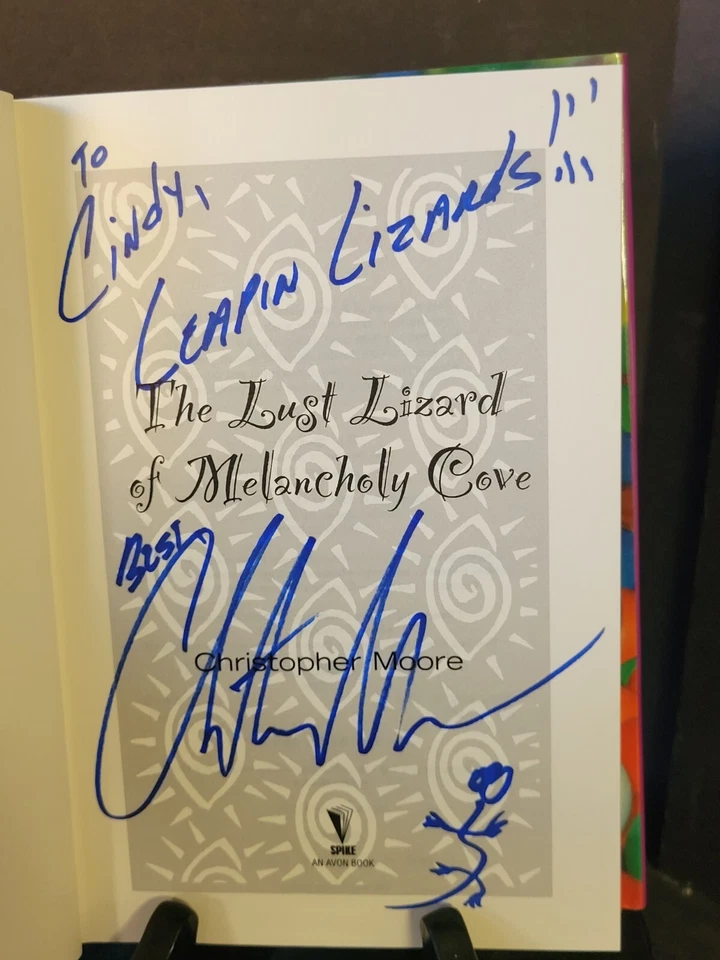 To
Cindy,
LEAPIN LIZARDS!!!
The Lust Lizard
of Melancholy Cove
Best
Christopher Moore
SPIKE
AN AVON BOOK